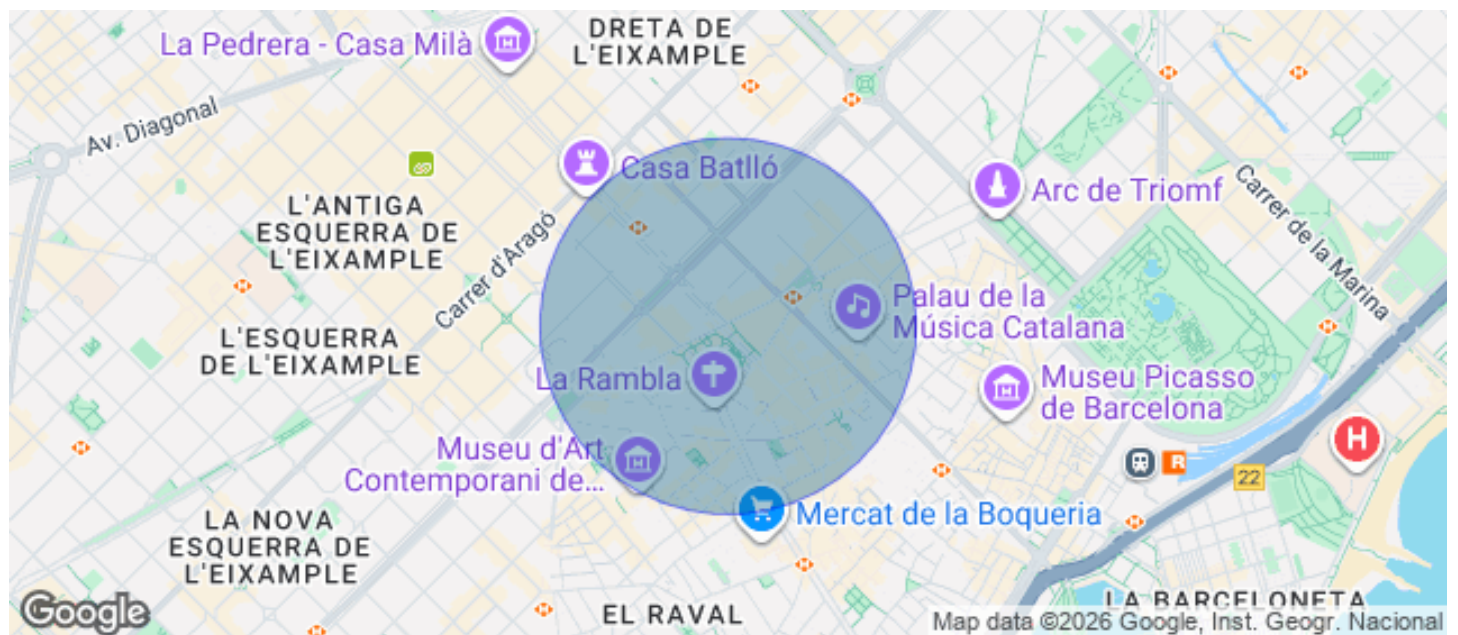 La Pedrera - Casa Milà
DRETA DE
L'EIXAMPLE
Av. Diagonal
Casa Batlló
Arc de Triomf
Carrer de la Marina
L'ANTIGA
ESQUERRA DE
L'EIXAMPLE
Carrer d'Aragó
Palau de la
Música Catalana
L'ESQUERRA
DE L'EIXAMPLE
La Rambla
Museu Picasso
de Barcelona
H
Museu d'Art
Contemporani de...
R
22
Mercat de la Boqueria
LA NOVA
ESQUERRA DE
L'EIXAMPLE
EL RAVAL
LA BARCELONETA
Google
Map data ©2026 Google, Inst. Geogr. Nacional